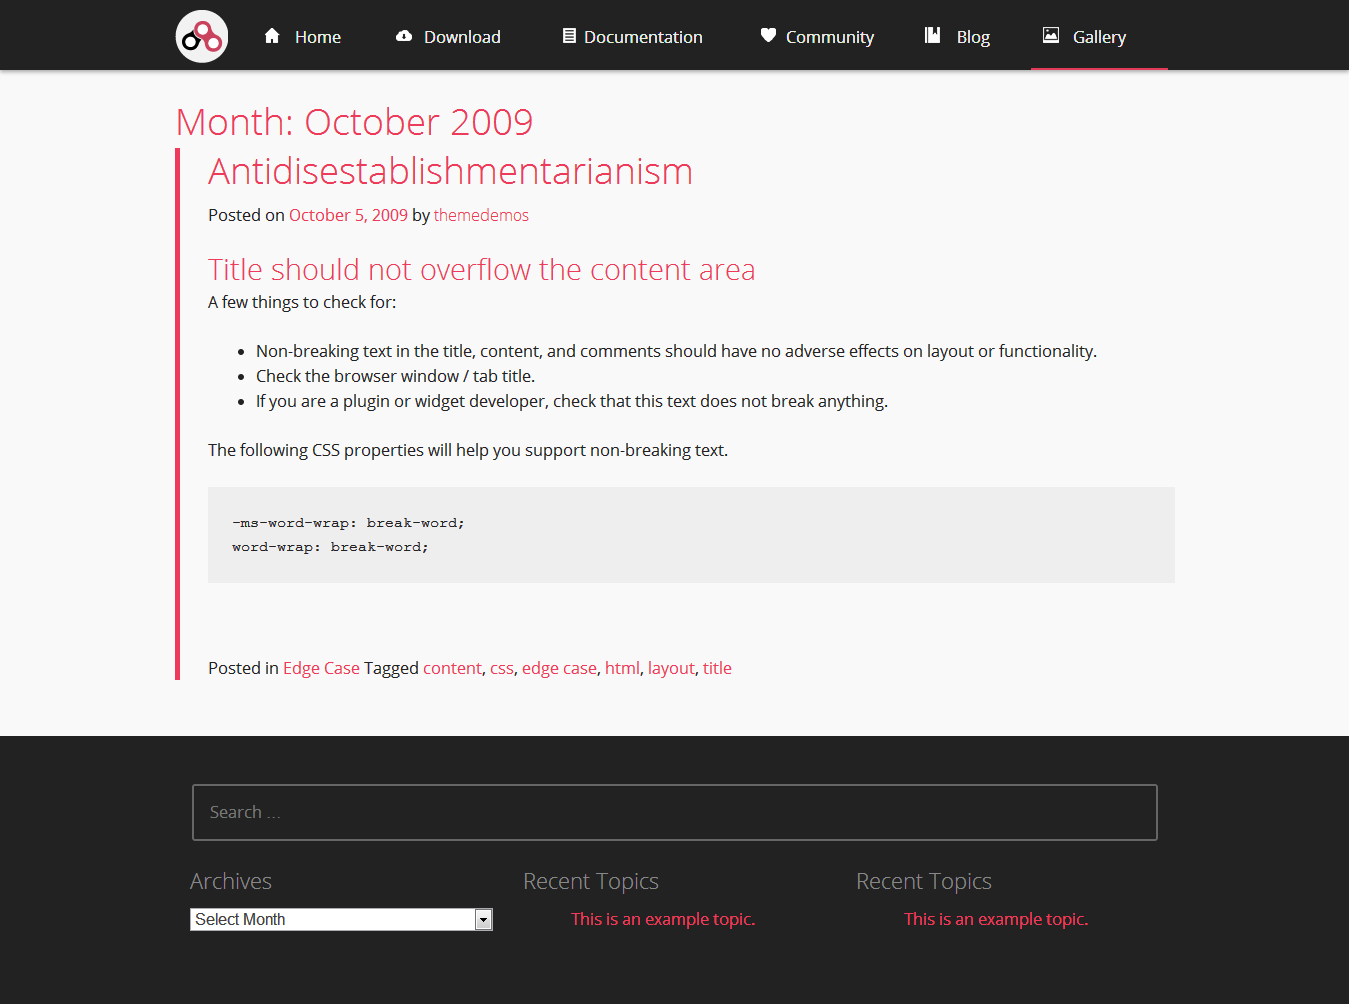 Home Download Documentation Community Blog Gallery
Month: October 2009
Antidisestablishmentarianism
Posted on October 5, 2009 by themedemos
Title should not overflow the content area
A few things to check for:
Non-breaking text in the title, content, and comments should have no adverse effects on layout or functionality.
Check the browser window / tab title.
If you are a plugin or widget developer, check that this text does not break anything.
The following CSS properties will help you support non-breaking text.
-ms-word-wrap: break-word;
word-wrap: break-word;
Posted in Edge Case Tagged content, css, edge case, html, layout, title
Search ...
Archives
Select Month
Recent Topics
This is an example topic.
Recent Topics
This is an example topic.